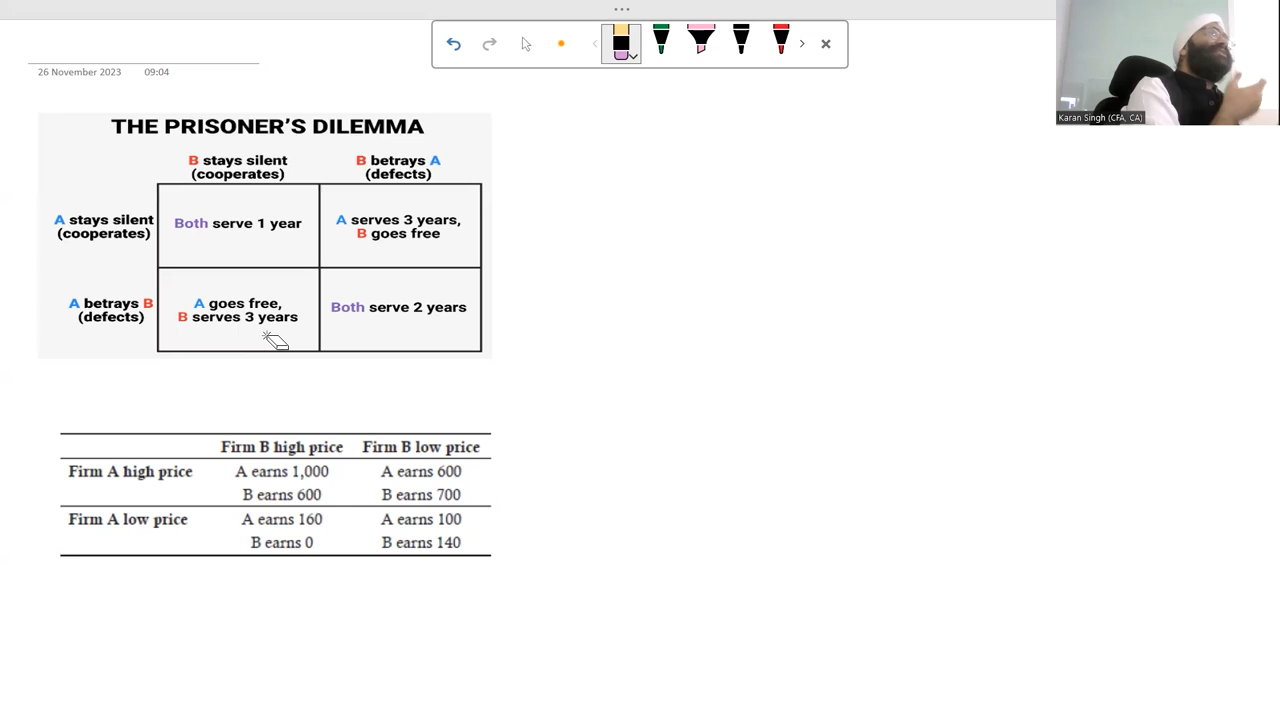 26 November 2023 09:04
Karan Singh (CFA, CA)
THE PRISONER'S DILEMMA
B stays silent
(cooperates)
B betrays A
(defects)
A stays silent
(cooperates)
Both serve 1 year
A serves 3 years,
B goes free
A betrays B
(defects)
A goes free,
B serves 3 years
Both serve 2 years
Firm B high price Firm B low price
Firm A high price A earns 1,000 A earns 600
B earns 600 B earns 700
Firm A low price A earns 160 A earns 100
B earns 0 B earns 140